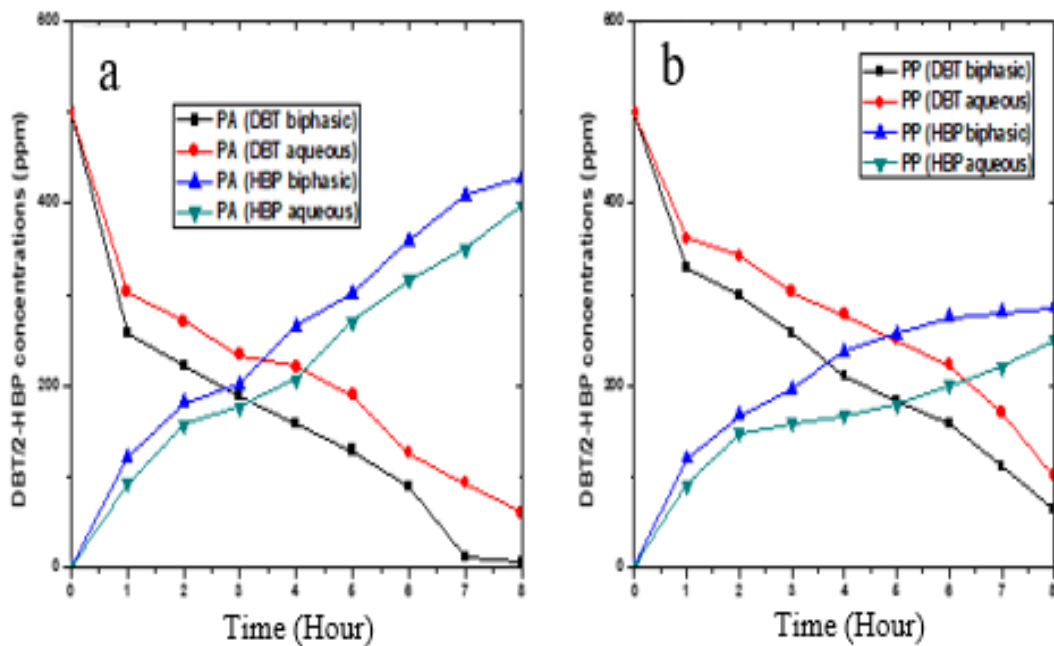 a
PA (DBT biphasic)
PA (DBT aqueous)
PA (HBP biphasic)
PA (HBP aqueous)
DBT/2-HBP concentrations (ppm)
600
400
200
0
0 1 2 3 4 5 6 7 8
Time (Hour)
b
PP (DBT biphasic)
PP (DBT aqueous)
PP (HBP biphasic)
PP (HBP aqueous)
DBT/2-HBP concentrations (ppm)
600
400
200
0
0 1 2 3 4 5 6 7 8
Time (Hour)